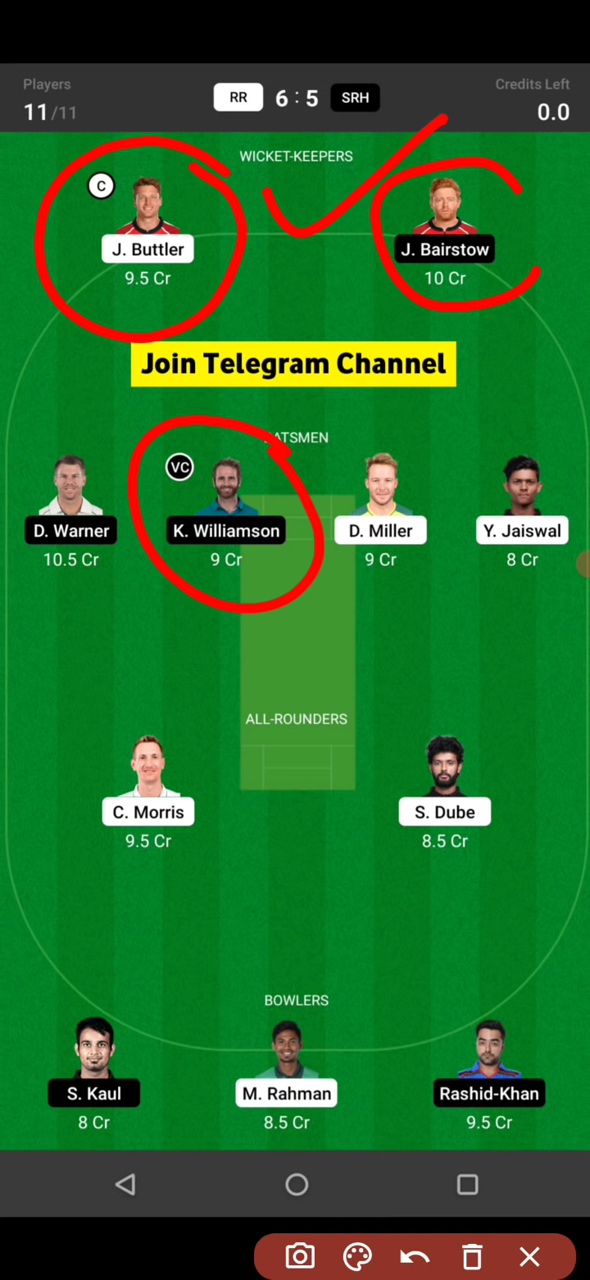 Players
Credits Left
11/11
RR 6 : 5 SRH
0.0
WICKET-KEEPERS
C
J. Buttler J. Bairstow
9.5 Cr 10 Cr
Join Telegram Channel
ATSMEN
VC
D. Warner K. Williamson D. Miller Y. Jaiswal
10.5 Cr 9 Cr 9 Cr 8 Cr
ALL-ROUNDERS
C. Morris S. Dube
9.5 Cr 8.5 Cr
BOWLERS
S. Kaul M. Rahman Rashid-Khan
8 Cr 8.5 Cr 9.5 Cr